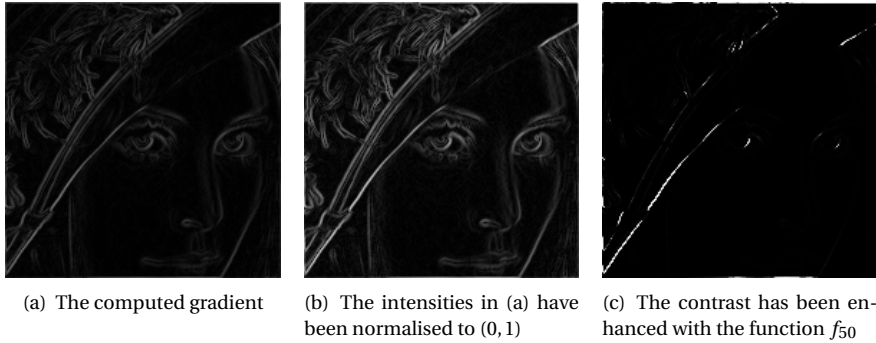 (a) The computed gradient
(b) The intensities in (a) have
been normalised to (0,1)
(c) The contrast has been en-
hanced with the function f50